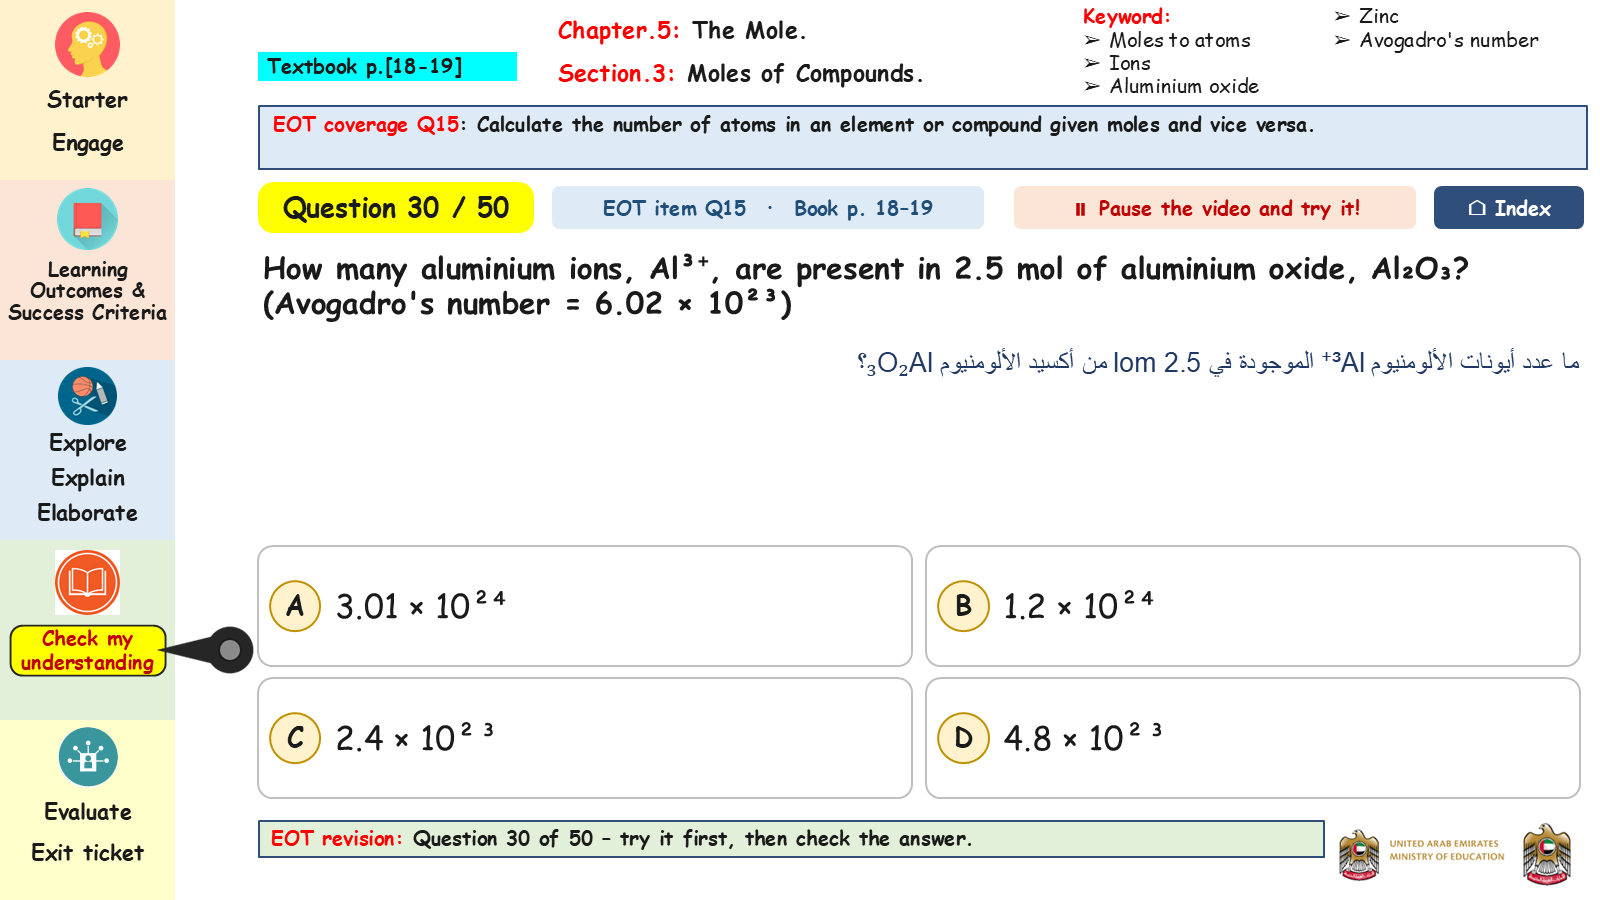 Starter
Engage
Learning
Outcomes &
Success Criteria
Explore
Explain
Elaborate
Check my
understanding
Evaluate
Exit ticket
Textbook p.[18-19]
Chapter.5: The Mole.
Section.3: Moles of Compounds.
Keyword:
➢ Moles to atoms
➢ Ions
➢ Aluminium oxide
➢ Zinc
➢ Avogadro's number
EOT coverage Q15: Calculate the number of atoms in an element or compound given moles and vice versa.
Question 30 / 50
EOT item Q15 · Book p. 18–19
⏸ Pause the video and try it!
⌂ Index
How many aluminium ions, Al³⁺, are present in 2.5 mol of aluminium oxide, Al₂O₃?
(Avogadro's number = 6.02 × 10²³)
ما عدد أيونات الألومنيوم Al³⁺ الموجودة في 2.5 lom من أكسيد الألومنيوم ₃O₂Al؟
A 3.01 × 10²⁴
B 1.2 × 10²⁴
C 2.4 × 10²³
D 4.8 × 10²³
EOT revision: Question 30 of 50 – try it first, then check the answer.
UNITED ARAB EMIRATES
MINISTRY OF EDUCATION